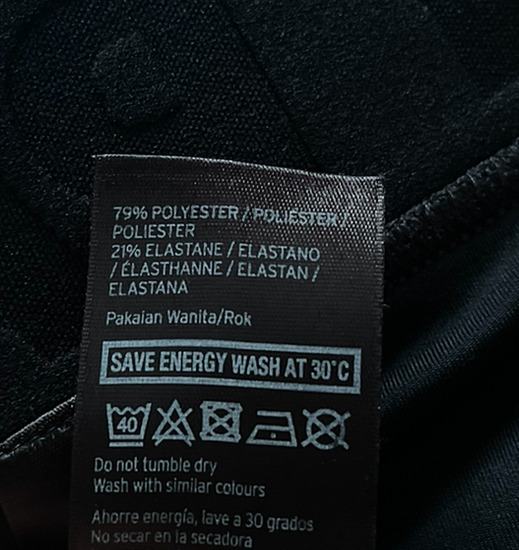 79% POLYESTER / POLIÉSTER /
POLIESTER
21% ELASTANE / ELASTANO
/ ÉLASTHANNE / ELASTAN /
ELASTANA
Pakaian Wanita/Rok
SAVE ENERGY WASH AT 30°C
40
Do not tumble dry
Wash with similar colours
Ahorre energía, lave a 30 grados
No secar en la secadora